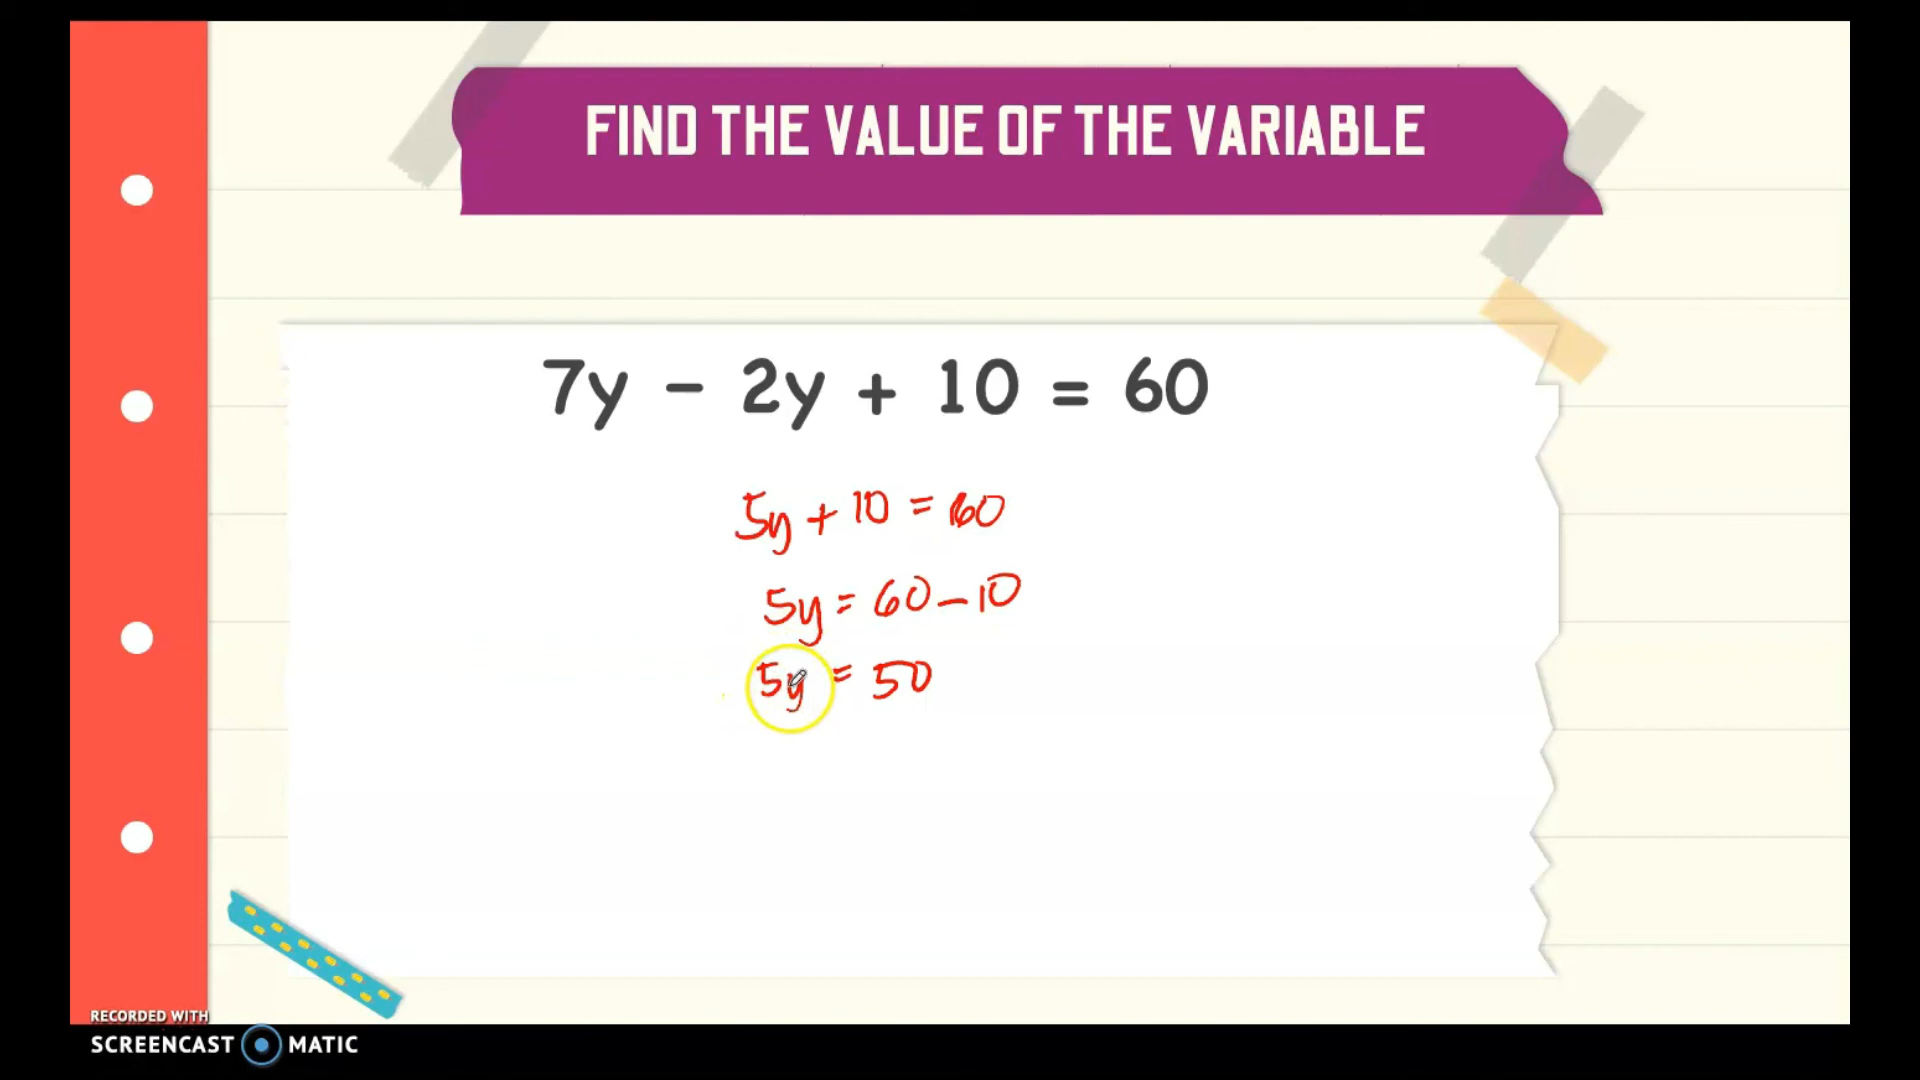 FIND THE VALUE OF THE VARIABLE
7y - 2y + 10 = 60
5y + 10 = 60
5y = 60 - 10
5y = 50
RECORDED WITH
SCREENCAST MATIC